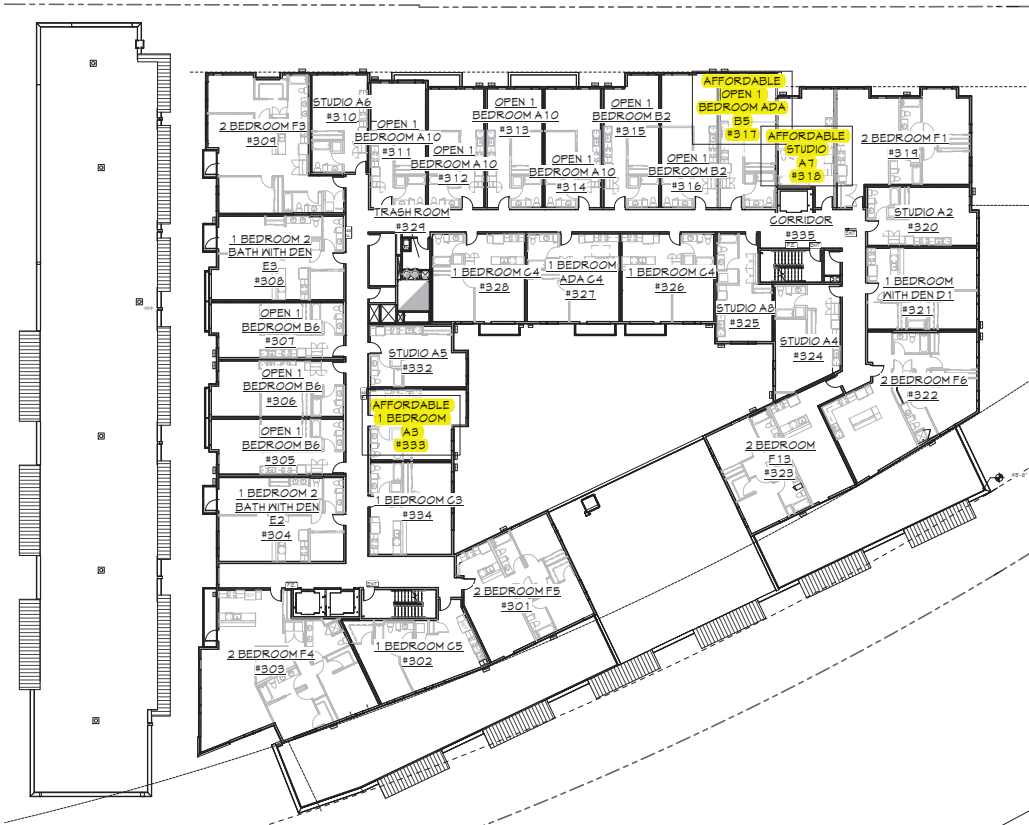 STUDIO A6
#310
2 BEDROOM F3
#309
OPEN 1
BEDROOM A10
#311
OPEN 1
BEDROOM A10
#312
OPEN 1
BEDROOM A10
#313
OPEN 1
BEDROOM A10
#314
OPEN 1
BEDROOM B2
#315
OPEN 1
BEDROOM B2
#316
AFFORDABLE
OPEN 1
BEDROOM ADA
B5
#317
AFFORDABLE
STUDIO
A7
#318
2 BEDROOM F1
#319
STUDIO A2
#320
TRASH ROOM
#329
CORRIDOR
#335
F.E.
EXIT
EXIT
1 BEDROOM 2
BATH WITH DEN
E3
#308
1 BEDROOM C4
#328
1 BEDROOM
ADA C4
#327
1 BEDROOM C4
#326
STUDIO A8
#325
1 BEDROOM
WITH DEN D1
#321
OPEN 1
BEDROOM B6
#307
STUDIO A5
#332
STUDIO A4
#324
2 BEDROOM F6
#322
OPEN 1
BEDROOM B6
#306
AFFORDABLE
1 BEDROOM
A3
#333
OPEN 1
BEDROOM B6
#305
2 BEDROOM
F13
#323
1 BEDROOM 2
BATH WITH DEN
E2
#304
1 BEDROOM C3
#334
F.E.
EXIT
2 BEDROOM F5
#301
2 BEDROOM F4
#303
1 BEDROOM C5
#302